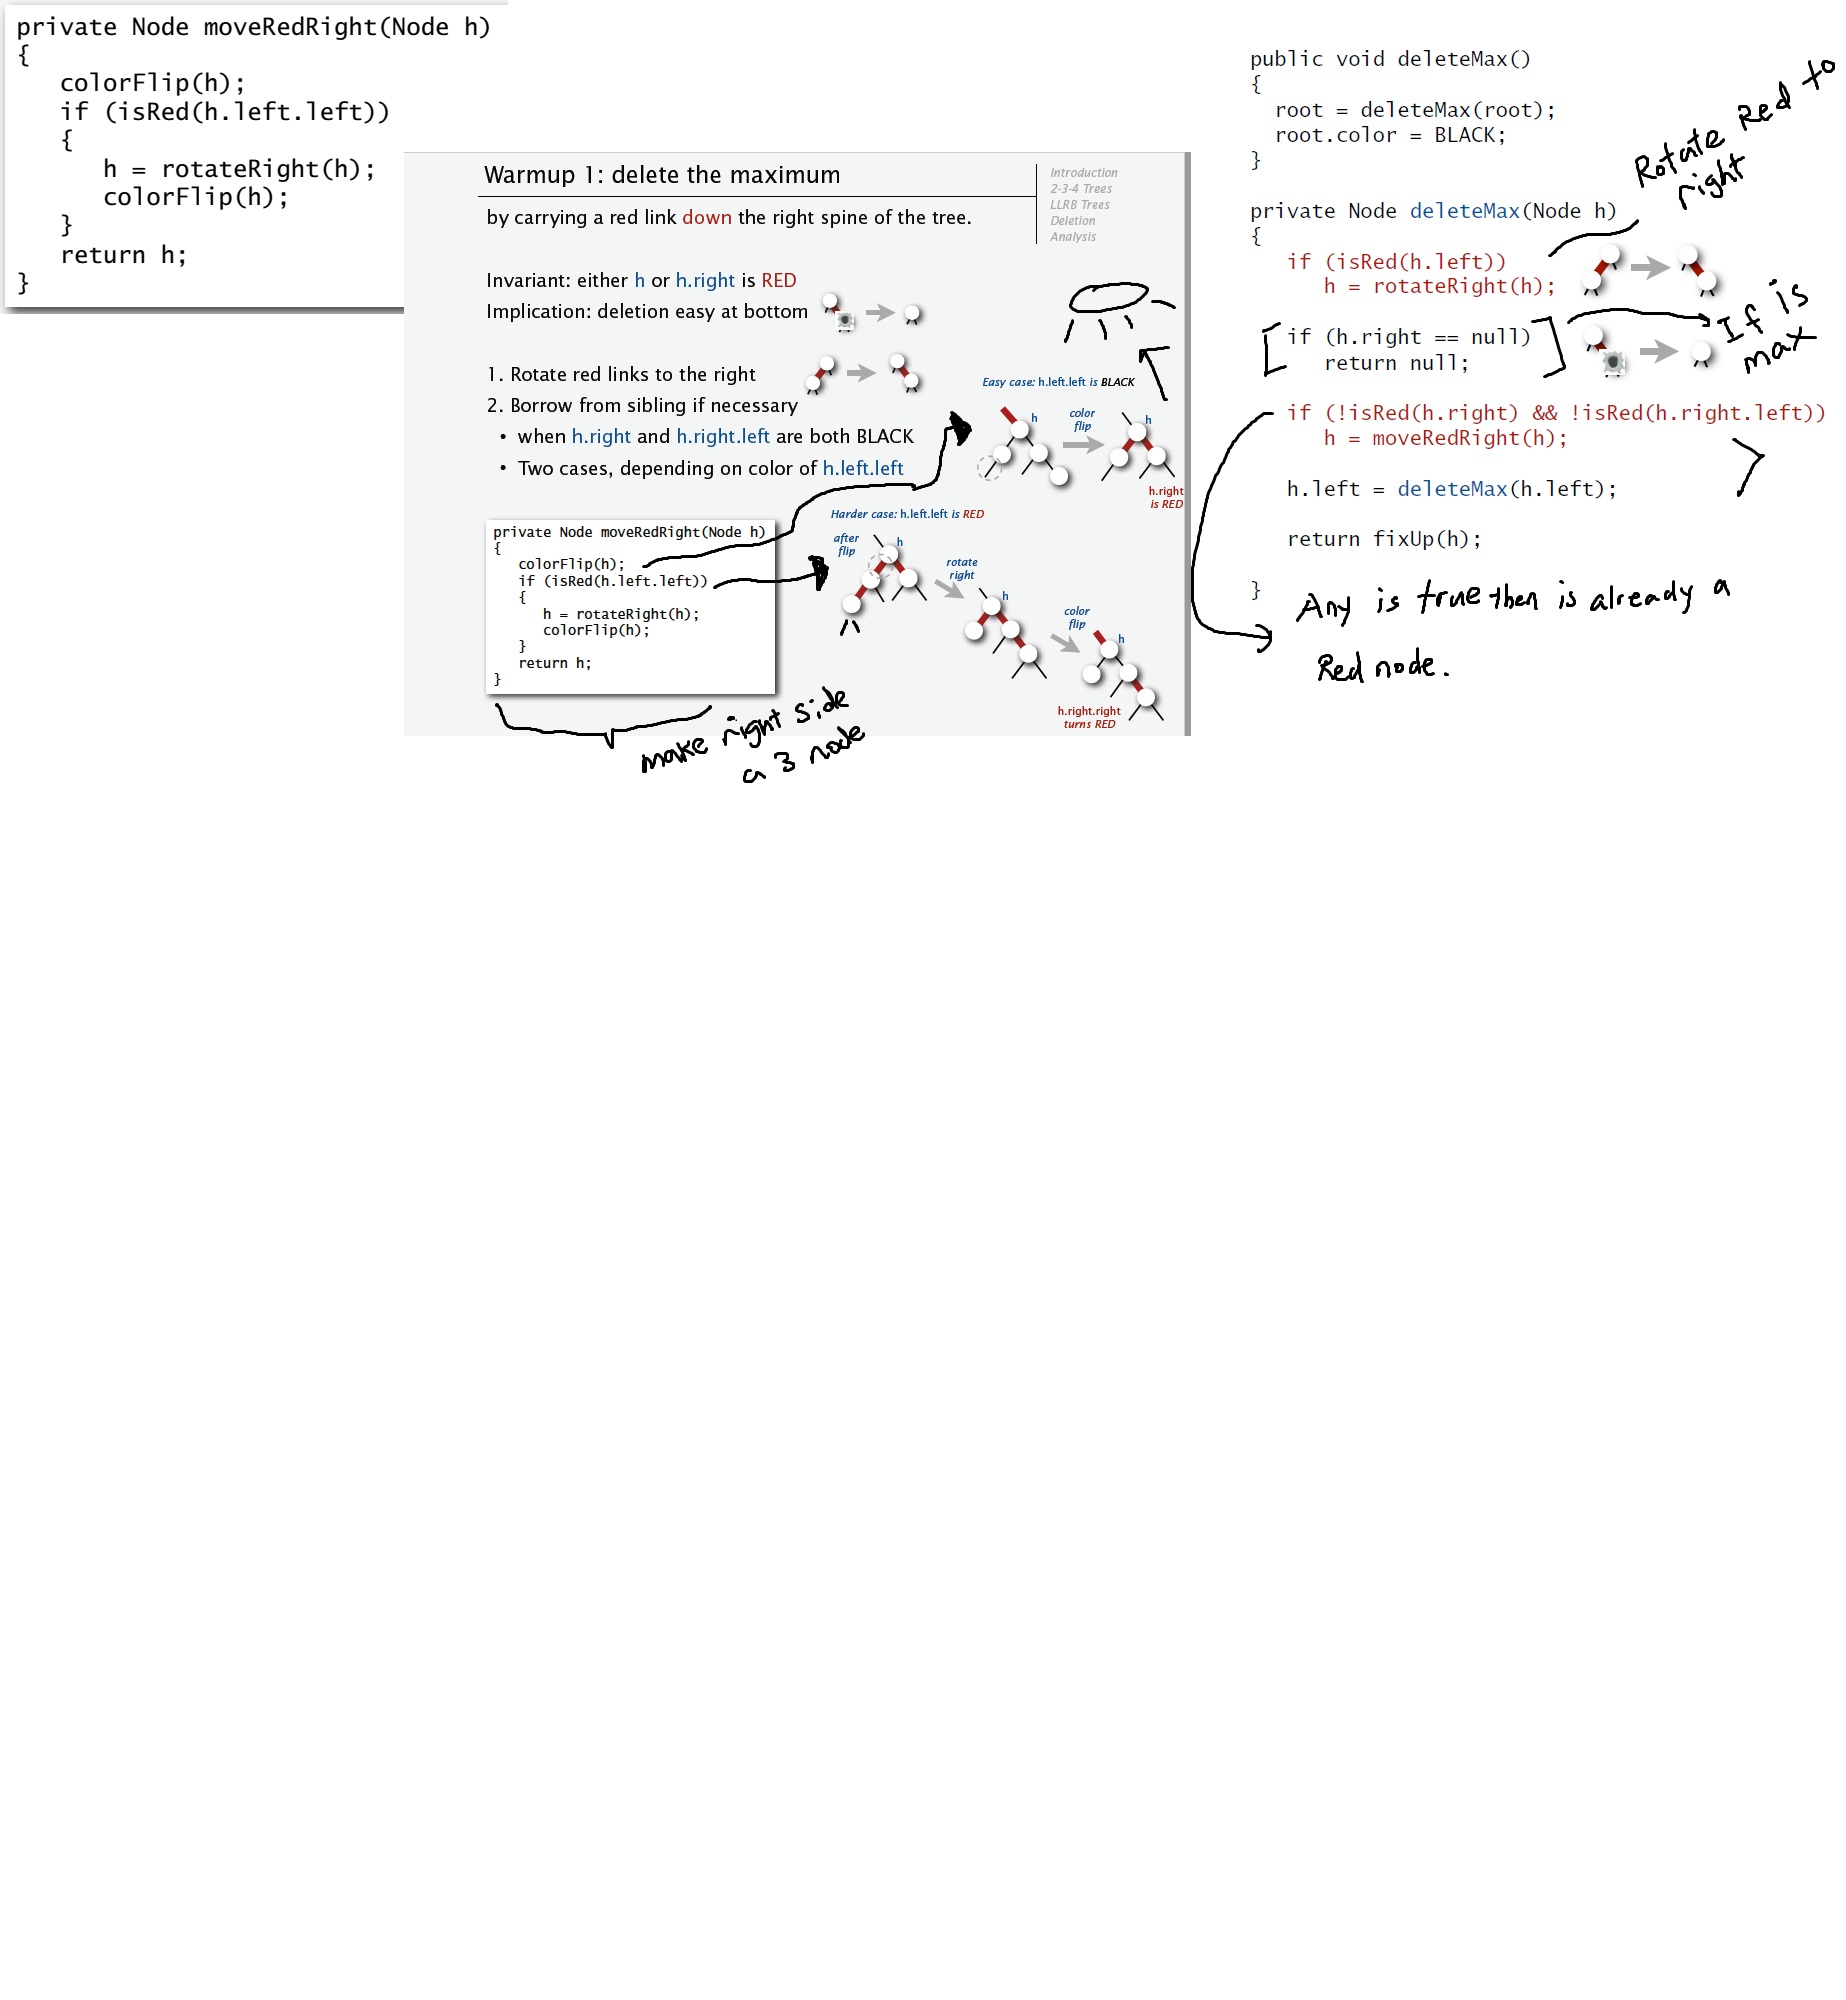 private Node moveRedRight(Node h)
{
colorFlip(h);
if (isRed(h.left.left))
{
h = rotateRight(h);
colorFlip(h);
}
return h;
}
Warmup 1: delete the maximum
Introduction
2-3-4 Trees
LLRB Trees
Deletion
Analysis
by carrying a red link down the right spine of the tree.
Invariant: either h or h.right is RED
Implication: deletion easy at bottom
1. Rotate red links to the right
2. Borrow from sibling if necessary
• when h.right and h.right.left are both BLACK
• Two cases, depending on color of h.left.left
Easy case: h.left.left is BLACK
h
color
flip
h
h.right
is RED
Harder case: h.left.left is RED
after
flip
h
rotate
right
h
color
flip
h
h.right.right
turns RED
private Node moveRedRight(Node h)
{
colorFlip(h);
if (isRed(h.left.left))
{
h = rotateRight(h);
colorFlip(h);
}
return h;
}
make right side
a 3 node
public void deleteMax()
{
root = deleteMax(root);
root.color = BLACK;
}
Rotate Red to
right
private Node deleteMax(Node h)
{
if (isRed(h.left))
h = rotateRight(h);
if (h.right == null)
return null;
If is
max
if (!isRed(h.right) && !isRed(h.right.left))
h = moveRedRight(h);
h.left = deleteMax(h.left);
return fixUp(h);
}
Any is true then is already a
Red node.